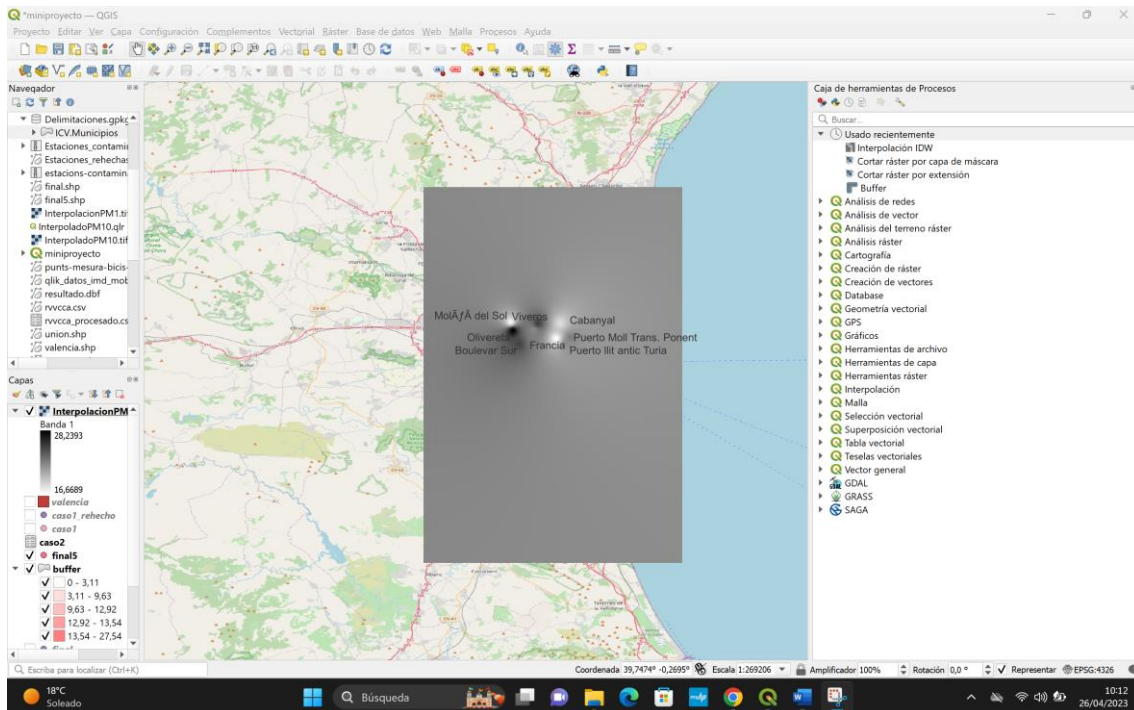 *miniproyecto — QGIS
Proyecto Editar Ver Capa Configuración Complementos Vectorial Ráster Base de datos Web Malla Procesos Ayuda
Navegador
Delimitaciones.gpkg
ICV.Municipios
Estaciones_contamin
Estaciones_rehechas
estacions-contamin
final.shp
final5.shp
InterpolacionPM1.tif
InterpoladoPM10.qlr
InterpoladoPM10.tif
miniproyecto
punts-mesura-bicis-
qlik_datos_imd_mob
resultado.dbf
rvvcca.csv
rvvcca_procesado.cs
union.shp
valencia.shp
Capas
InterpolacionPM
Banda 1
28,2393
16,6689
valencia
caso1_rehecho
caso1
caso2
final5
buffer
0 - 3,11
3,11 - 9,63
9,63 - 12,92
12,92 - 13,54
13,54 - 27,54
final
MolÃƒÂ del Sol
Viveros
Cabanyal
Olivereta
Puerto Moll Trans. Ponent
Francia
Boulevar Sur
Puerto llit antic Turia
Caja de herramientas de Procesos
Buscar...
Usado recientemente
Interpolación IDW
Cortar ráster por capa de máscara
Cortar ráster por extensión
Buffer
Análisis de redes
Análisis de vector
Análisis del terreno ráster
Análisis ráster
Cartografía
Creación de ráster
Creación de vectores
Database
Geometría vectorial
GPS
Gráficos
Herramientas de archivo
Herramientas de capa
Herramientas ráster
Interpolación
Malla
Selección vectorial
Superposición vectorial
Tabla vectorial
Teselas vectoriales
Vector general
GDAL
GRASS
SAGA
Escriba para localizar (Ctrl+K)
Coordenada 39,7474° -0,2695° Escala 1:269206 Amplificador 100% Rotación 0,0 ° Representar EPSG:4326
18°C
Soleado
Búsqueda
10:12
26/04/2023